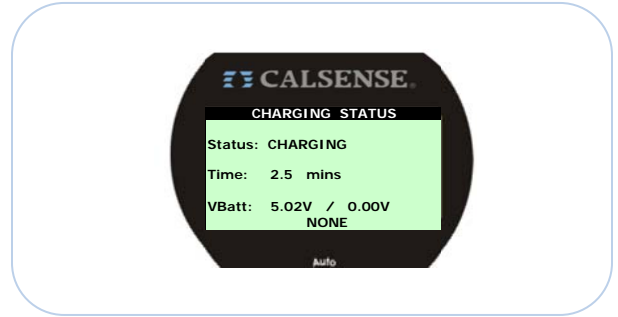 CALSENSE®
CHARGING STATUS
Status: CHARGING
Time: 2.5 mins
VBatt: 5.02V / 0.00V
NONE
Auto